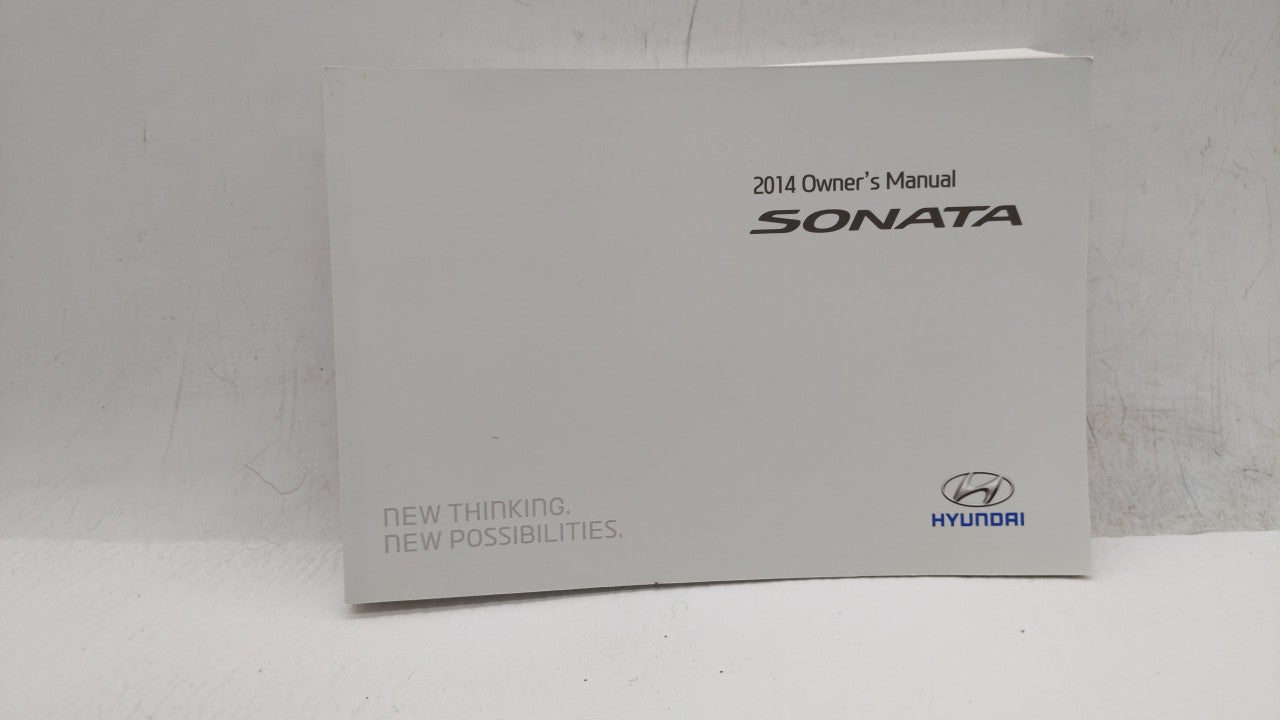 2014 Owner's Manual
SONATA
NEW THINKING.
NEW POSSIBILITIES.
HYUNDAI